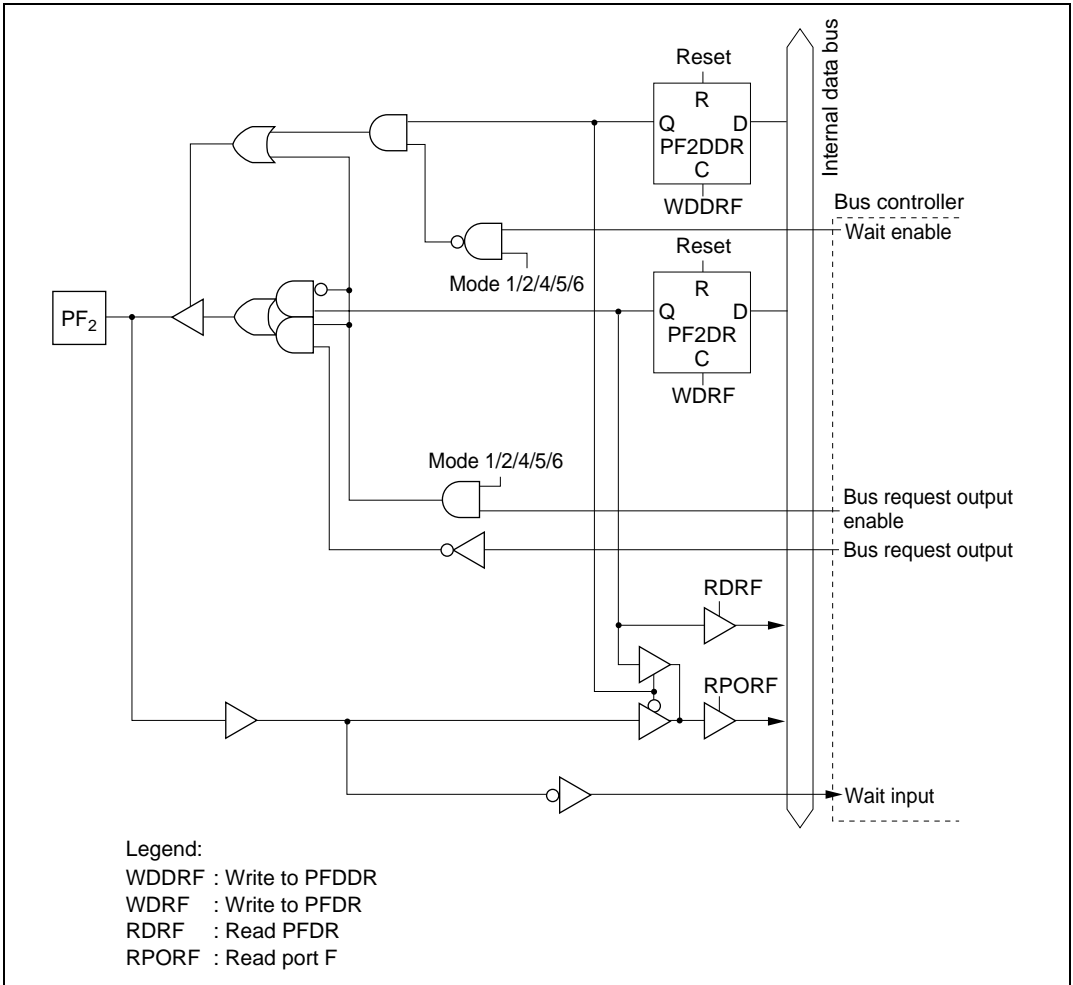 Internal data bus
Reset
R
Q D
PF2DDR
C
WDDRF
Bus controller
Wait enable
Mode 1/2/4/5/6
Reset
R
Q D
PF2DR
C
WDRF
PF2
Mode 1/2/4/5/6
Bus request output
enable
Bus request output
RDRF
RPORF
Wait input
Legend:
WDDRF : Write to PFDDR
WDRF : Write to PFDR
RDRF : Read PFDR
RPORF : Read port F